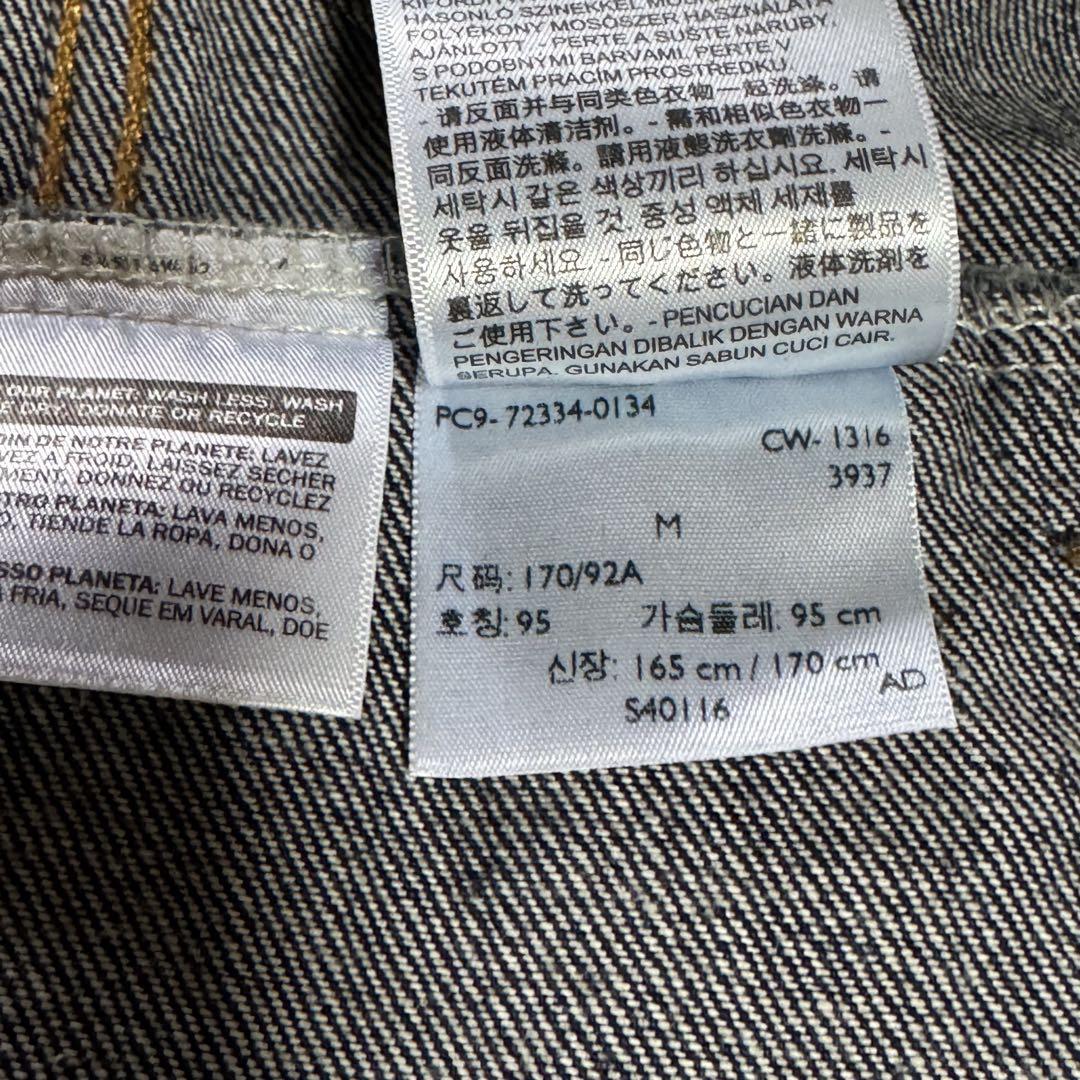 HASONLÓ SZINEKKEL
FOLYÉKONY MOSÓSZER HASZNÁLATA
AJÁNLOTT - PERTE A SUŠTE NARUBY.
S PODOBNYMI BARVAMI. PERTE V
TEKUTÉM PRACÍM PROSTREDKU
- 请反面并与同类色衣物一起洗涤。请
使用液体清洁剂。- 需和相似色衣物一
同反面洗滌。請用液態洗衣劑洗滌。-
세탁시 같은 색상끼리 하십시요. 세탁시
옷을 뒤집을 것. 중성 액체 세제를
사용하세요. - 同じ色物と一緒に製品を
裏返して洗ってください。液体洗剤を
ご使用下さい。- PENCUCIAN DAN
PENGERINGAN DIBALIK DENGAN WARNA
SERUPA. GUNAKAN SABUN CUCI CAIR.
OUR PLANET: WASH LESS, WASH
DRY, DONATE OR RECYCLE
DE NOTRE PLANÈTE: LAVEZ
À FROID, LAISSEZ SÉCHER
DONNEZ OU RECYCLEZ
PLANETA: LAVA MENOS,
TIENDE LA ROPA, DONA O
PLANETA: LAVE MENOS,
FRIA, SEQUE EM VARAL, DOE
PC9-72334-0134
CW- 1316
3937
M
尺码: 170/92A
호칭: 95 가슴둘레: 95 cm
신장: 165 cm / 170 cm
AD
S40116